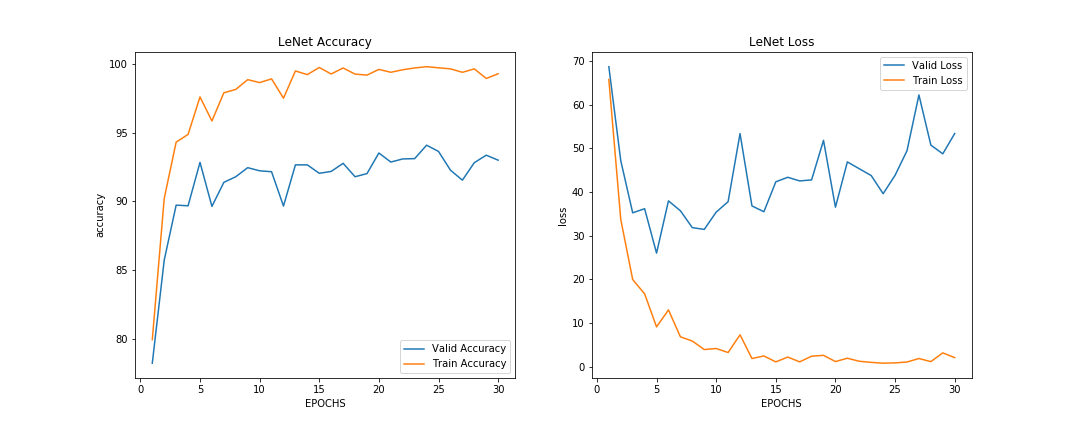 LeNet Accuracy
100
95
90
85
80
accuracy
0 5 10 15 20 25 30
EPOCHS
Valid Accuracy
Train Accuracy
LeNet Loss
70
60
50
40
30
20
10
0
loss
0 5 10 15 20 25 30
EPOCHS
Valid Loss
Train Loss